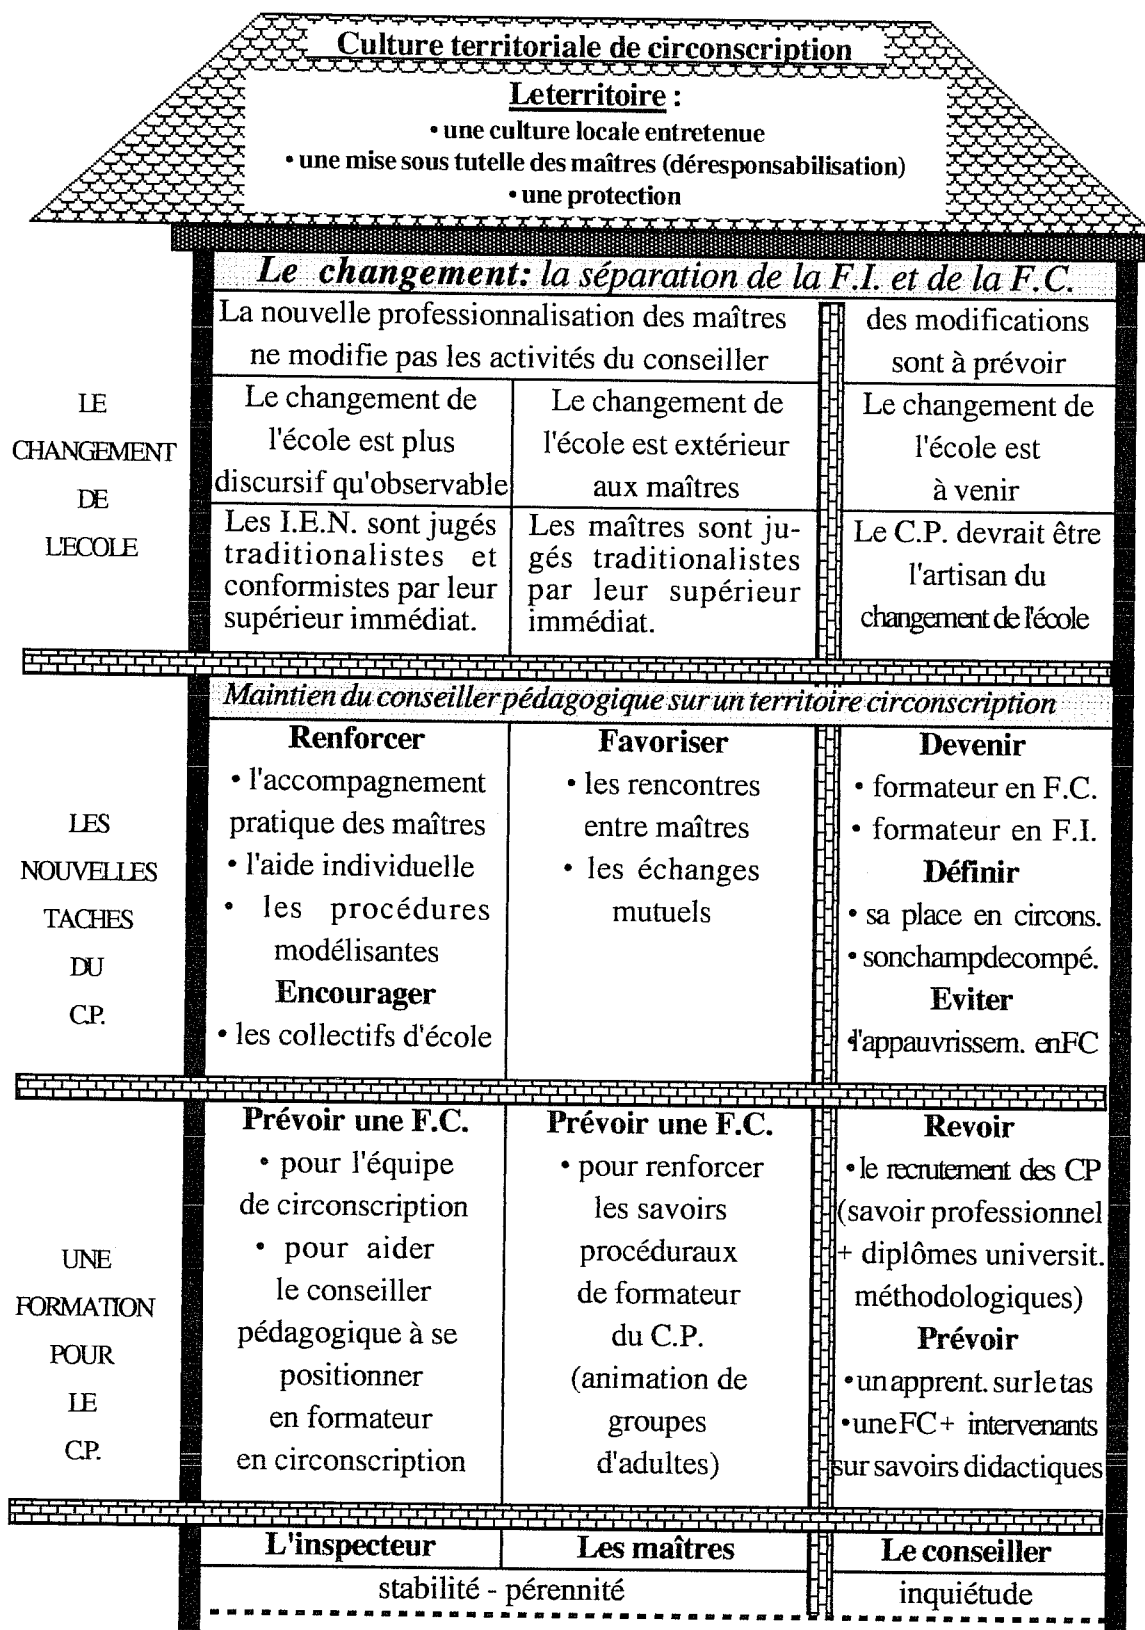 Culture territoriale de circonscription
Leterritoire :
• une culture locale entretenue
• une mise sous tutelle des maîtres (déresponsabilisation)
• une protection
Le changement: la séparation de la F.I. et de la F.C.
LE
CHANGEMENT
DE
L'ECOLE
La nouvelle professionnalisation des maîtres
ne modifie pas les activités du conseiller
des modifications
sont à prévoir
Le changement de
l'école est plus
discursif qu'observable
Le changement de
l'école est extérieur
aux maîtres
Le changement de
l'école est
à venir
Les I.E.N. sont jugés
traditionalistes et
conformistes par leur
supérieur immédiat.
Les maîtres sont ju-
gés traditionalistes
par leur supérieur
immédiat.
Le C.P. devrait être
l'artisan du
changement de l'école
Maintien du conseiller pédagogique sur un territoire circonscription
LES
NOUVELLES
TACHES
DU
C.P.
Renforcer
• l'accompagnement
pratique des maîtres
• l'aide individuelle
• les procédures
modélisantes
Encourager
• les collectifs d'école
Favoriser
• les rencontres
entre maîtres
• les échanges
mutuels
Devenir
• formateur en F.C.
• formateur en F.I.
Définir
• sa place en circons.
• sonchampdecompé.
Eviter
•l'appauvrissem. enFC
UNE
FORMATION
POUR
LE
C.P.
Prévoir une F.C.
• pour l'équipe
de circonscription
• pour aider
le conseiller
pédagogique à se
positionner
en formateur
en circonscription
Prévoir une F.C.
• pour renforcer
les savoirs
procéduraux
de formateur
du C.P.
(animation de
groupes
d'adultes)
Revoir
• le recrutement des CP
(savoir professionnel
+ diplômes universit.
méthodologiques)
Prévoir
• un apprent. sur le tas
• une FC + intervenants
sur savoirs didactiques
L'inspecteur
Les maîtres
Le conseiller
stabilité - pérennité
inquiétude